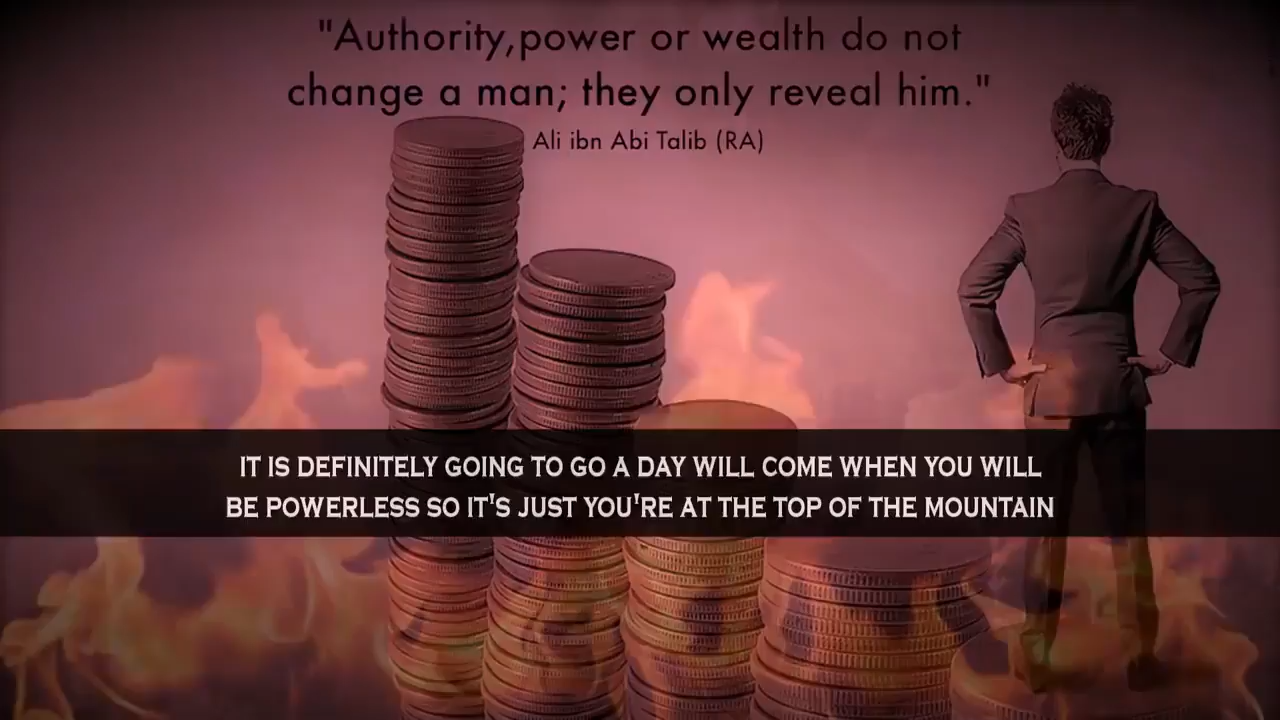 "Authority,power or wealth do not
change a man; they only reveal him."
Ali ibn Abi Talib (RA)
IT IS DEFINITELY GOING TO GO A DAY WILL COME WHEN YOU WILL
BE POWERLESS SO IT'S JUST YOU'RE AT THE TOP OF THE MOUNTAIN